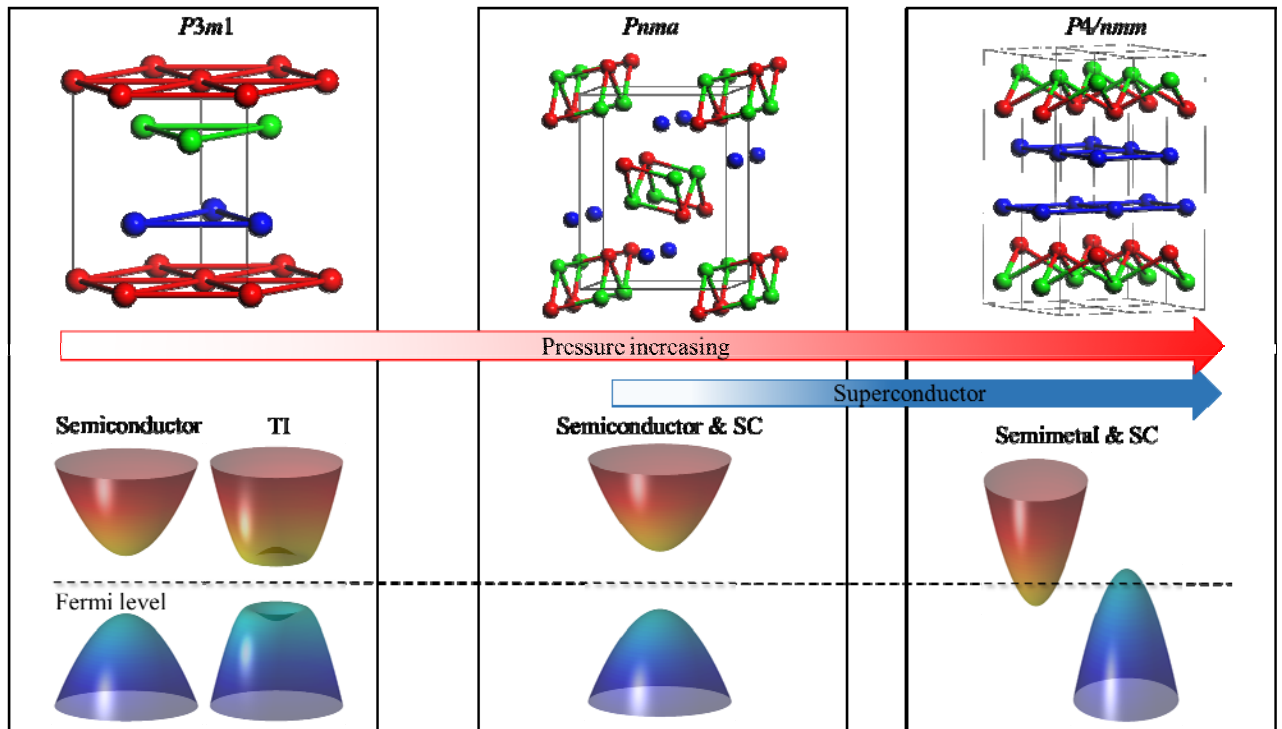 P3m1
Pnma
P4/nmm
Pressure increasing
Superconductor
Semiconductor
TI
Semiconductor & SC
Semimetal & SC
Fermi level